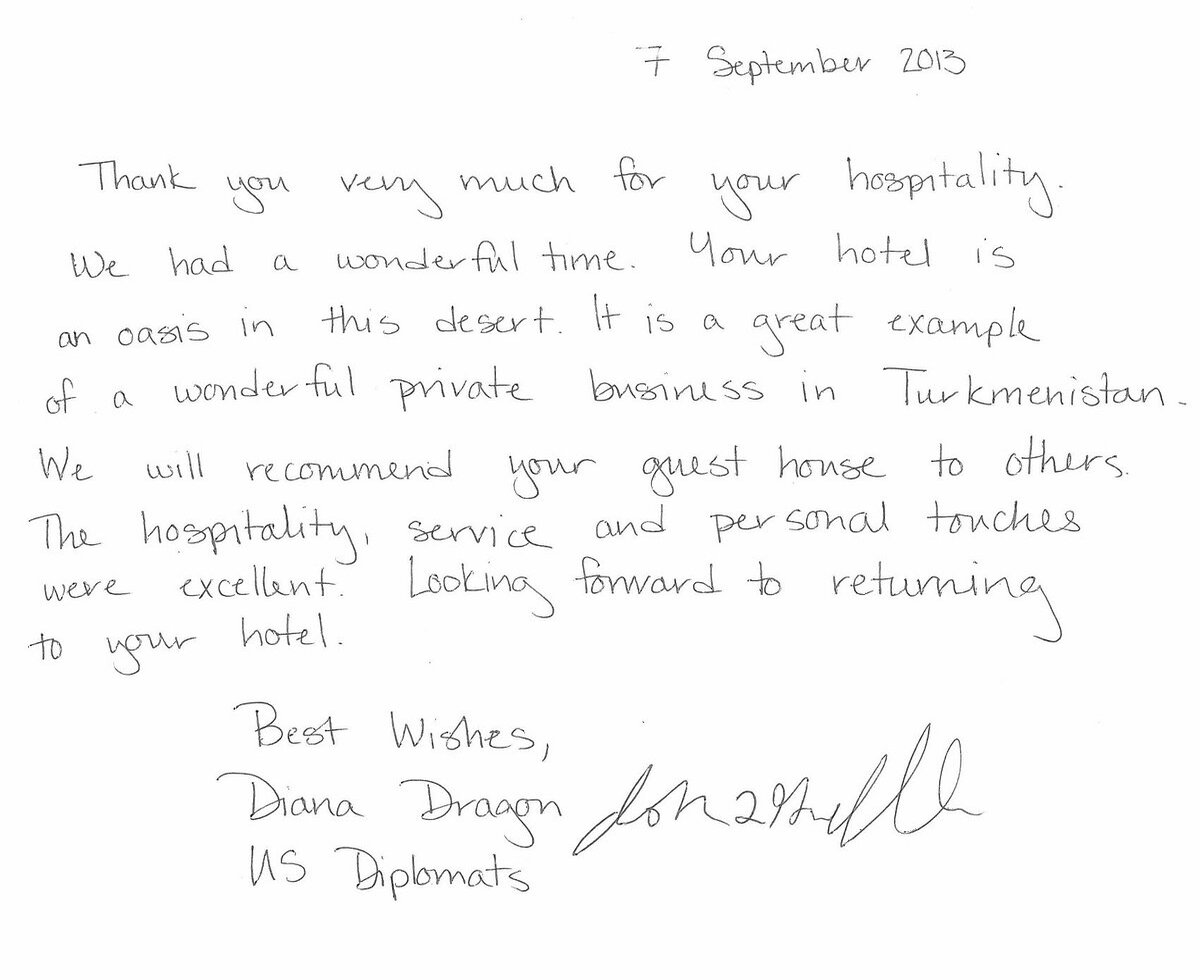 7 September 2013
Thank you very much for your hospitality.
We had a wonderful time. Your hotel is
an oasis in this desert. It is a great example
of a wonderful private business in Turkmenistan.
We will recommend your guest house to others.
The hospitality, service and personal touches
were excellent. Looking forward to returning
to your hotel.
Best Wishes,
Diana Dragon
US Diplomats